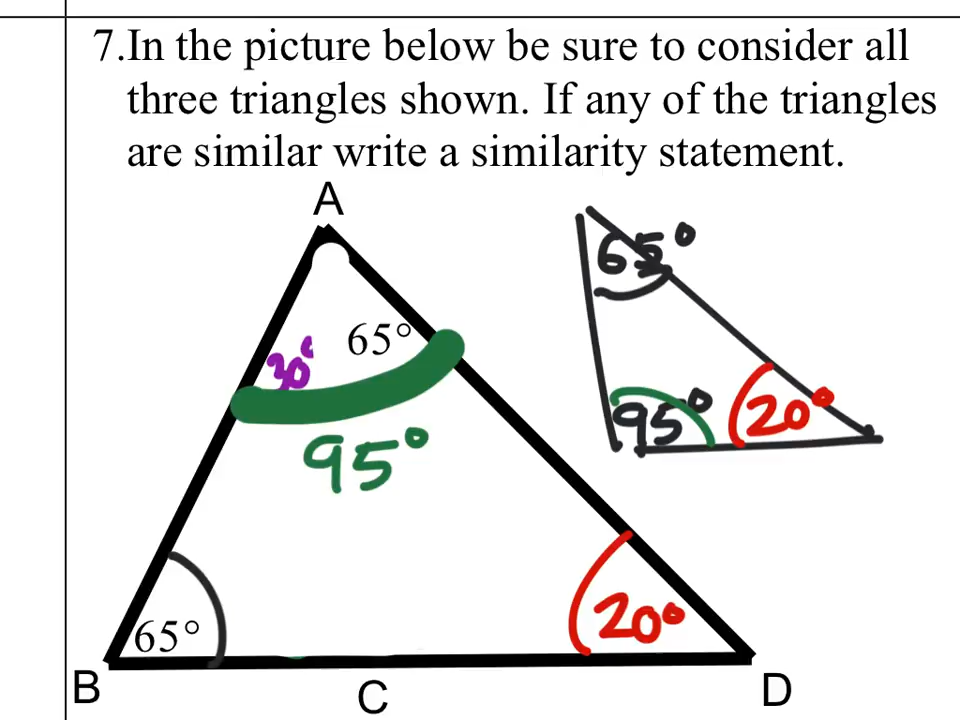 7.In the picture below be sure to consider all
three triangles shown. If any of the triangles
are similar write a similarity statement.
A
65°
65°
30°
95°
95°
20°
20°
65°
B
C
D